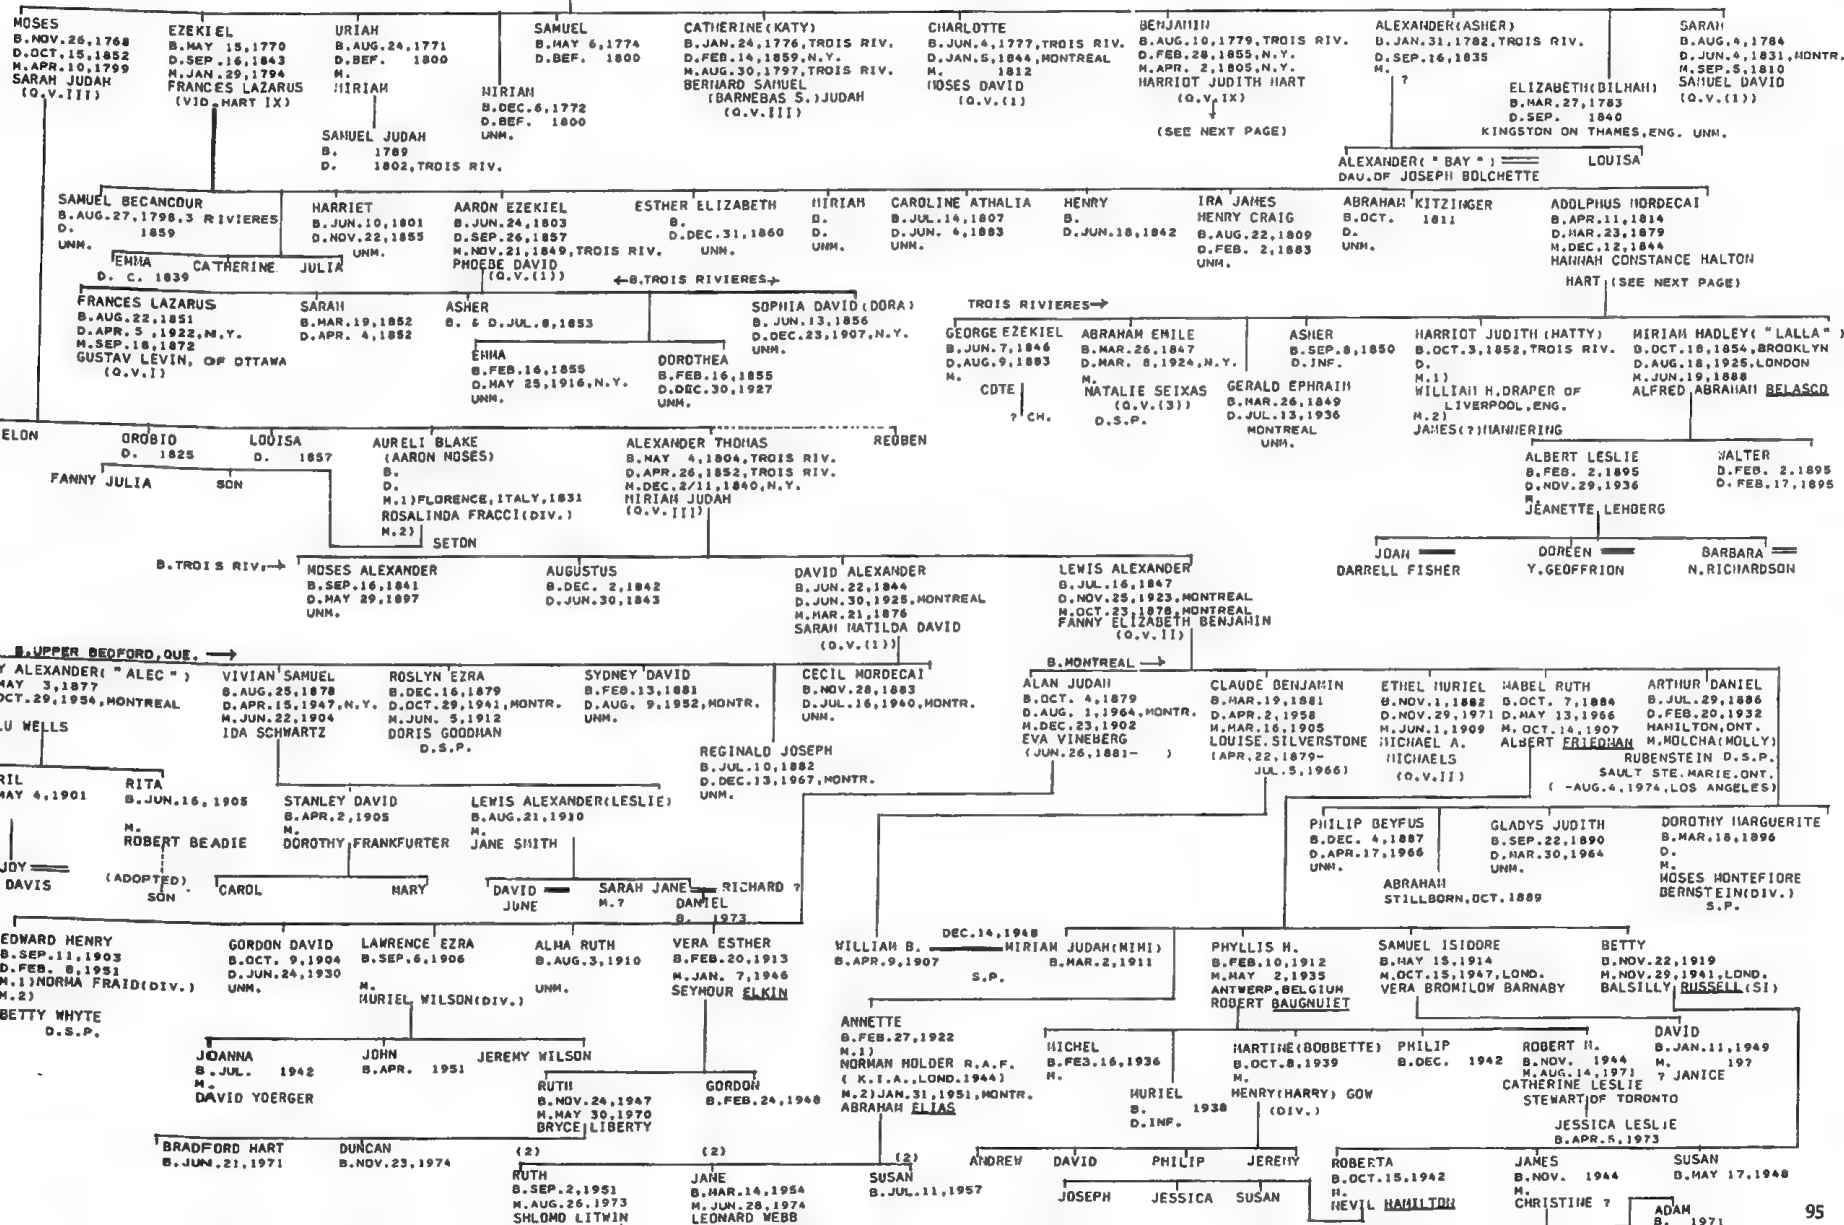 MOSES
B.NOV.26,1768
D.OCT.15,1852
M.APR.10,1799
SARAH JUDAH
(Q.V.III)
EZEKIEL
B.MAY 15,1770
D.SEP.16,1843
M.JAN.29,1794
FRANCES LAZARUS
(VID.HART IX)
URIAH
B.AUG.24,1771
D.BEF. 1800
M.
MIRIAM
SAMUEL JUDAH
B. 1789
D. 1802,TROIS RIV.
MIRIAM
B.DEC.6,1772
D.BEF. 1800
UNM.
SAMUEL
B.MAY 6,1774
D.BEF. 1800
CATHERINE(KATY)
B.JAN.24,1776,TROIS RIV.
D.FEB.14,1859,N.Y.
M.AUG.30,1797,TROIS RIV.
BERNARD SAMUEL
(BARNEBAS S.)JUDAH
(Q.V.III)
CHARLOTTE
B.JUN.4,1777,TROIS RIV.
D.JAN.5,1844,MONTREAL
M. 1812
MOSES DAVID
(Q.V.(1)
BENJAMIN
B.AUG.10,1779,TROIS RIV.
D.FEB.28,1855,N.Y.
M.APR. 2,1805,N.Y.
HARRIOT JUDITH HART
(Q.V.IX)
(SEE NEXT PAGE)
ALEXANDER(ASHER)
B.JAN.31,1782,TROIS RIV.
D.SEP.16,1835
M.
?
ELIZABETH(BILHAH)
B.MAR.27,1783
D.SEP. 1840
KINGSTON ON THAMES,ENG. UNM.
SARAH
B.AUG.4,1784
D.JUN.4,1831,MONTR.
M.SEP.5,1810
SAMUEL DAVID
(Q.V.(1))
ALEXANDER( " BAY " )
LOUISA
DAU.OF JOSEPH BOLCHETTE
SAMUEL BECANCOUR
B.AUG.27,1798,3 RIVIERES
D. 1859
UNM.
HARRIET
B.JUN.10,1801
D.NOV.22,1855
UNM.
AARON EZEKIEL
B.JUN.24,1803
D.SEP.26,1857
M.NOV.21,1849,TROIS RIV.
PHOEBE DAVID
(Q.V.(1))
ESTHER ELIZABETH
B.
D.DEC.31,1860
UNM.
MIRIAM
B.
D.
UNM.
CAROLINE ATHALIA
B.JUL.14,1807
D.JUN. 4,1883
UNM.
HENRY
B.
D.JUN.18,1842
IRA JAMES
HENRY CRAIG
B.AUG.22,1809
D.FEB. 2,1883
UNM.
ABRAHAM KITZINGER
B.OCT. 1811
D.
UNM.
ADOLPHUS MORDECAI
B.APR.11,1814
D.MAR.23,1879
M.DEC.12,1844
HANNAH CONSTANCE HALTON
HART (SEE NEXT PAGE)
EMMA
D. C. 1839
CATHERINE
JULIA
←B.TROIS RIVIERES→
FRANCES LAZARUS
B.AUG.22,1851
D.APR.5 ,1922,N.Y.
M.SEP.18,1872
GUSTAV LEVIN, OF OTTAWA
(Q.V.I)
SARAH
B.MAR.19,1852
D.APR. 4,1852
ASHER
B. & D.JUL.8,1853
EMMA
B.FEB.16,1855
D.MAY 25,1916,N.Y.
UNM.
DOROTHEA
B.FEB.16,1855
D.DEC.30,1927
UNM.
SOPHIA DAVID(DORA)
B. JUN.13,1856
D.DEC.23,1907,N.Y.
UNM.
TROIS RIVIERES→
GEORGE EZEKIEL
B.JUN.7,1846
D.AUG.9,1883
M.
COTE
? CH.
ABRAHAM EMILE
B.MAR.26,1847
D.MAR. 8,1924,N.Y.
M.
NATALIE SEIXAS
(Q.V.(3))
D.S.P.
GERALD EPHRAIM
B.MAR.26,1849
D.JUL.13,1936
MONTREAL
UNM.
ASHER
B.SEP.8,1850
D.INF.
HARRIOT JUDITH (HATTY)
B.OCT.3,1852,TROIS RIV.
D.
M.1)
WILLIAM H.DRAPER OF
LIVERPOOL,ENG.
M.2)
JAMES(?)MANNERING
MIRIAM HADLEY( "LALLA" )
B.OCT.18,1854,BROOKLYN
D.AUG.18,1925,LONDON
M.JUN.19,1888
ALFRED ABRAHAM BELASCO
ALBERT LESLIE
B.FEB. 2,1895
D.NOV.29,1936
M.
JEANETTE LEMBERG
WALTER
B.FEB. 2,1895
D.FEB.17,1895
JOAN
DARRELL FISHER
DOREEN
Y.GEOFFRION
BARBARA
N.RICHARDSON
ELON
OROBIO
D. 1825
LOUISA
D. 1857
AURELI BLAKE
(AARON MOSES)
B.
D.
M.1)FLORENCE,ITALY,1831
ROSALINDA FRACCI(DIV.)
M.2)
SETON
ALEXANDER THOMAS
B.MAY 4,1804,TROIS RIV.
D.APR.26,1852,TROIS RIV.
M.DEC.2/11,1840,N.Y.
MIRIAM JUDAH
(Q.V.III)
REUBEN
FANNY JULIA
SON
B.TROIS RIV.→
MOSES ALEXANDER
B.SEP.16,1841
D.MAY 29,1897
UNM.
AUGUSTUS
B.DEC. 2,1842
D.JUN.30,1843
DAVID ALEXANDER
B.JUN.22,1844
D.JUN.30,1925,MONTREAL
M.MAR.21,1876
SARAH MATILDA DAVID
(Q.V.(1))
LEWIS ALEXANDER
B.JUL.16,1847
D.NOV.25,1923,MONTREAL
M.OCT.23,1878,MONTREAL
FANNY ELIZABETH BENJAMIN
(Q.V.II)
B.UPPER BEDFORD,QUE. →
Y ALEXANDER( " ALEC " )
MAY 3,1877
OCT.29,1954,MONTREAL
LU WELLS
VIVIAN SAMUEL
B.AUG.25,1878
D.APR.15,1947,N.Y.
M.JUN.22,1904
IDA SCHWARTZ
ROSLYN EZRA
B.DEC.16,1879
D.OCT.29,1941,MONTR.
M.JUN. 5,1912
DORIS GOODMAN
D.S.P.
SYDNEY DAVID
B.FEB.13,1881
D.AUG. 9,1952,MONTR.
UNM.
REGINALD JOSEPH
B.JUL.10,1882
D.DEC.13,1967,MONTR.
UNM.
CECIL MORDECAI
B.NOV.28,1883
D.JUL.16,1940,MONTR.
UNM.
B.MONTREAL →
ALAN JUDAH
B.OCT. 4,1879
D.AUG. 1,1964,MONTR.
M.DEC.23,1902
EVA VINEBERG
(JUN.26,1881- )
CLAUDE BENJAMIN
B.MAR.19,1881
D.APR.2,1958
M.MAR.16,1905
LOUISE.SILVERSTONE
(APR,22,1879-
JUL.5,1966)
ETHEL MURIEL
B.NOV.1,1882
D.NOV.29,1971
M.JUN.1,1909
MICHAEL A.
MICHAELS
(Q.V.II)
MABEL RUTH
B.OCT. 7,1884
D.MAY 13,1966
M.OCT.14,1907
ALBERT FRIEDMAN
ARTHUR DANIEL
B.JUL.29,1886
D.FEB.20,1932
HAMILTON,ONT.
M.MOLCHA(MOLLY)
RUBENSTEIN D.S.P.
SAULT STE.MARIE,ONT.
( -AUG.4,1974,LOS ANGELES)
PHILIP BEYFUS
B.DEC. 4,1887
D.APR.17,1966
UNM.
ABRAHAM
STILLBORN,OCT.1889
GLADYS JUDITH
B.SEP.22,1890
D.MAR.30,1964
UNM.
DOROTHY MARGUERITE
B.MAR.18,1896
D.
M.
MOSES MONTEFIORE
BERNSTEIN(DIV.)
S.P.
RIL
MAY 4,1901
JOY
DAVIS
RITA
B.JUN.16,1905
M.
ROBERT BEADIE
(ADOPTED)
SON
STANLEY DAVID
B.APR.2,1905
M.
DOROTHY FRANKFURTER
LEWIS ALEXANDER(LESLIE)
B.AUG.21,1910
M.
JANE SMITH
CAROL
MARY
DAVID
JUNE
SARAH JANE
M.?
RICHARD ?
DANIEL
B. 1973
EDWARD HENRY
B.SEP.11,1903
D.FEB. 8,1951
M.1)NORMA FRAID(DIV.)
M.2)
BETTY WHYTE
D.S.P.
GORDON DAVID
B.OCT. 9,1904
D.JUN.24,1930
UNM.
LAWRENCE EZRA
B.SEP.6,1906
M.
MURIEL WILSON(DIV.)
ALMA RUTH
B.AUG.3,1910
UNM.
VERA ESTHER
B.FEB.20,1913
M.JAN. 7,1946
SEYMOUR ELKIN
DEC.14,1948
WILLIAM B.
B.APR.9,1907
MIRIAM JUDAH(MIMI)
B.MAR.2,1911
S.P.
PHYLLIS H.
B.FEB.10,1912
M.MAY 2,1935
ANTWERP,BELGIUM
ROBERT BAUGNUIET
SAMUEL ISIDORE
B.MAY 15,1914
M.OCT.15,1947,LOND.
VERA BROMILOW BARNABY
BETTY
B.NOV.22,1919
M.NOV.29,1941,LOND.
BALSILLY RUSSELL(SI)
JOANNA
B.JUL. 1942
M.
DAVID YOERGER
JOHN
B.APR. 1951
JEREMY WILSON
RUTH
B.NOV.24,1947
M.MAY 30,1970
BRYCE LIBERTY
GORDON
B.FEB.24,1948
ANNETTE
B.FEB.27,1922
M.1)
NORMAN HOLDER R.A.F.
( K.I.A.,LOND.1944)
M.2)JAN.31,1951,MONTR.
ABRAHAM ELIAS
MICHEL
B.FEB.16,1936
M.
MURIEL
B. 1938
D.INF.
MARTINE(BOBBETTE)
B.OCT.8,1939
M.
HENRY(HARRY) GOW
(DIV.)
PHILIP
B.DEC. 1942
ROBERT M.
B.NOV. 1944
M.AUG.14,1971
CATHERINE LESLIE
STEWART OF TORONTO
JESSICA LESLIE
B.APR.5,1973
DAVID
B.JAN.11,1949
M. 197?
? JANICE
BRADFORD HART
B.JUN.21,1971
DUNCAN
B.NOV.23,1974
(2)
RUTH
B.SEP.2,1951
M.AUG.26,1973
SHLOMO LITWIN
(2)
JANE
B.MAR.14,1954
M.JUN.28,1974
LEONARD WEBB
(2)
SUSAN
B.JUL.11,1957
ANDREW
DAVID
PHILIP
JEREMY
JOSEPH
JESSICA
SUSAN
ROBERTA
B.OCT.15,1942
M.
NEVIL HAMILTON
JAMES
B.NOV. 1944
M.
CHRISTINE ?
SUSAN
B.MAY 17,1948
ADAM
B. 1971
95